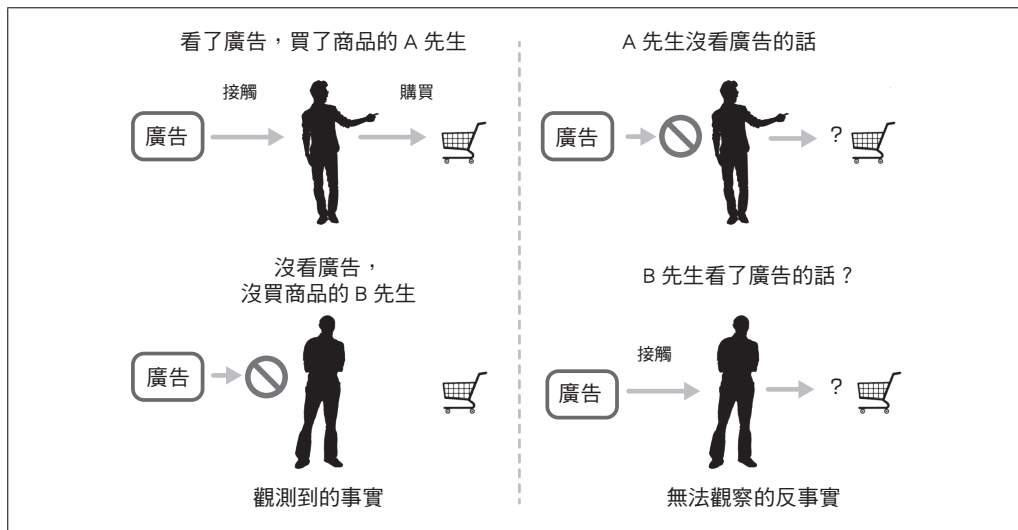 看了廣告,買了商品的 A 先生
接觸
購買
廣告
A 先生沒看廣告的話
廣告
?
沒看廣告,
沒買商品的 B 先生
廣告
觀測到的事實
B 先生看了廣告的話?
接觸
廣告
?
無法觀察的反事實